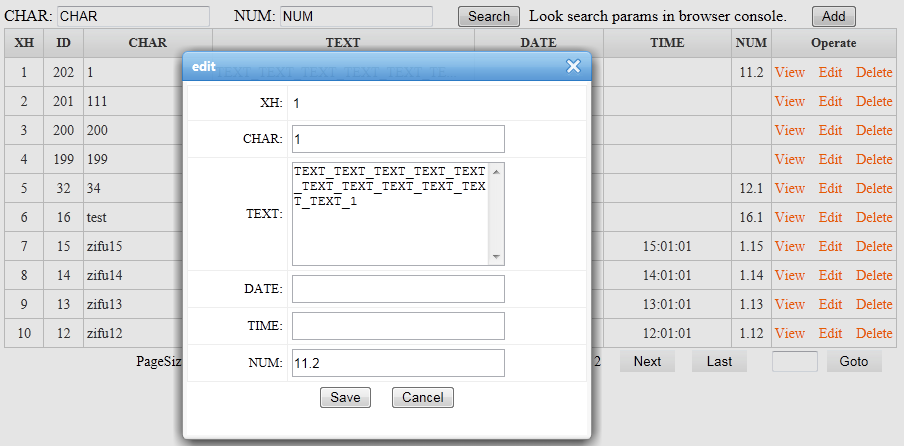 CHAR: CHAR NUM: NUM Search Look search params in browser console. Add
XH ID CHAR TEXT DATE TIME NUM Operate
1 202 1 11.2 View Edit Delete
2 201 111 View Edit Delete
3 200 200 View Edit Delete
4 199 199 View Edit Delete
5 32 34 12.1 View Edit Delete
6 16 test 16.1 View Edit Delete
7 15 zifu15 15:01:01 1.15 View Edit Delete
8 14 zifu14 14:01:01 1.14 View Edit Delete
9 13 zifu13 13:01:01 1.13 View Edit Delete
10 12 zifu12 12:01:01 1.12 View Edit Delete
PageSiz 2 Next Last Goto
edit
XH: 1
CHAR: 1
TEXT: TEXT_TEXT_TEXT_TEXT_TEXT
_TEXT_TEXT_TEXT_TEXT_TEX
T_TEXT_1
DATE:
TIME:
NUM: 11.2
Save Cancel